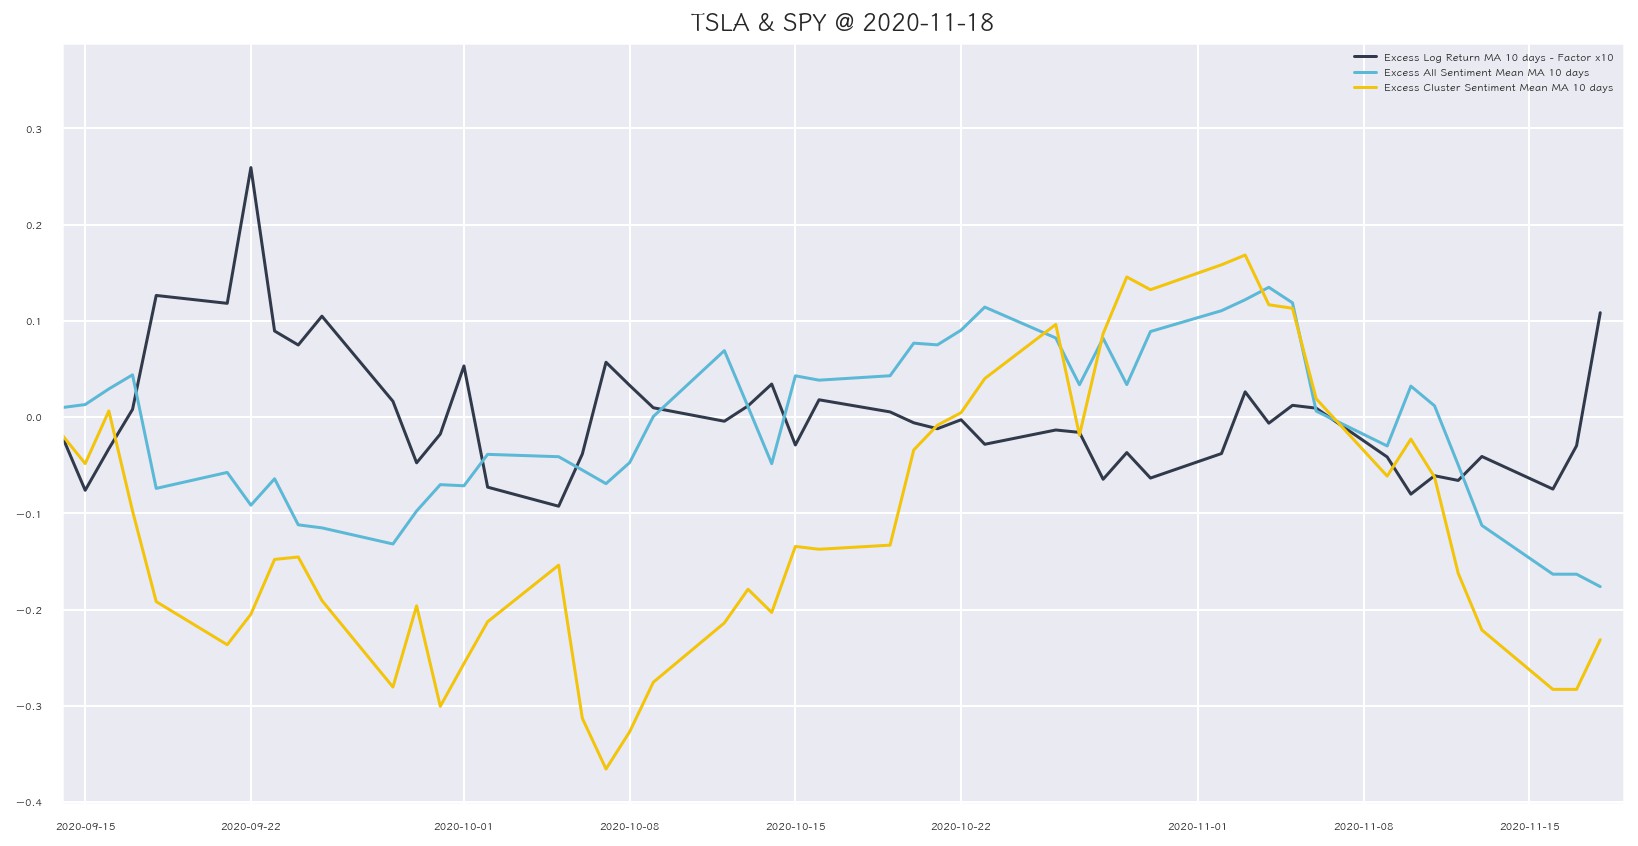 TSLA & SPY @ 2020-11-18
Excess Log Return MA 10 days - Factor x10
Excess All Sentiment Mean MA 10 days
Excess Cluster Sentiment Mean MA 10 days
0.3
0.2
0.1
0.0
−0.1
−0.2
−0.3
−0.4
2020-09-15 2020-09-22 2020-10-01 2020-10-08 2020-10-15 2020-10-22 2020-11-01 2020-11-08 2020-11-15